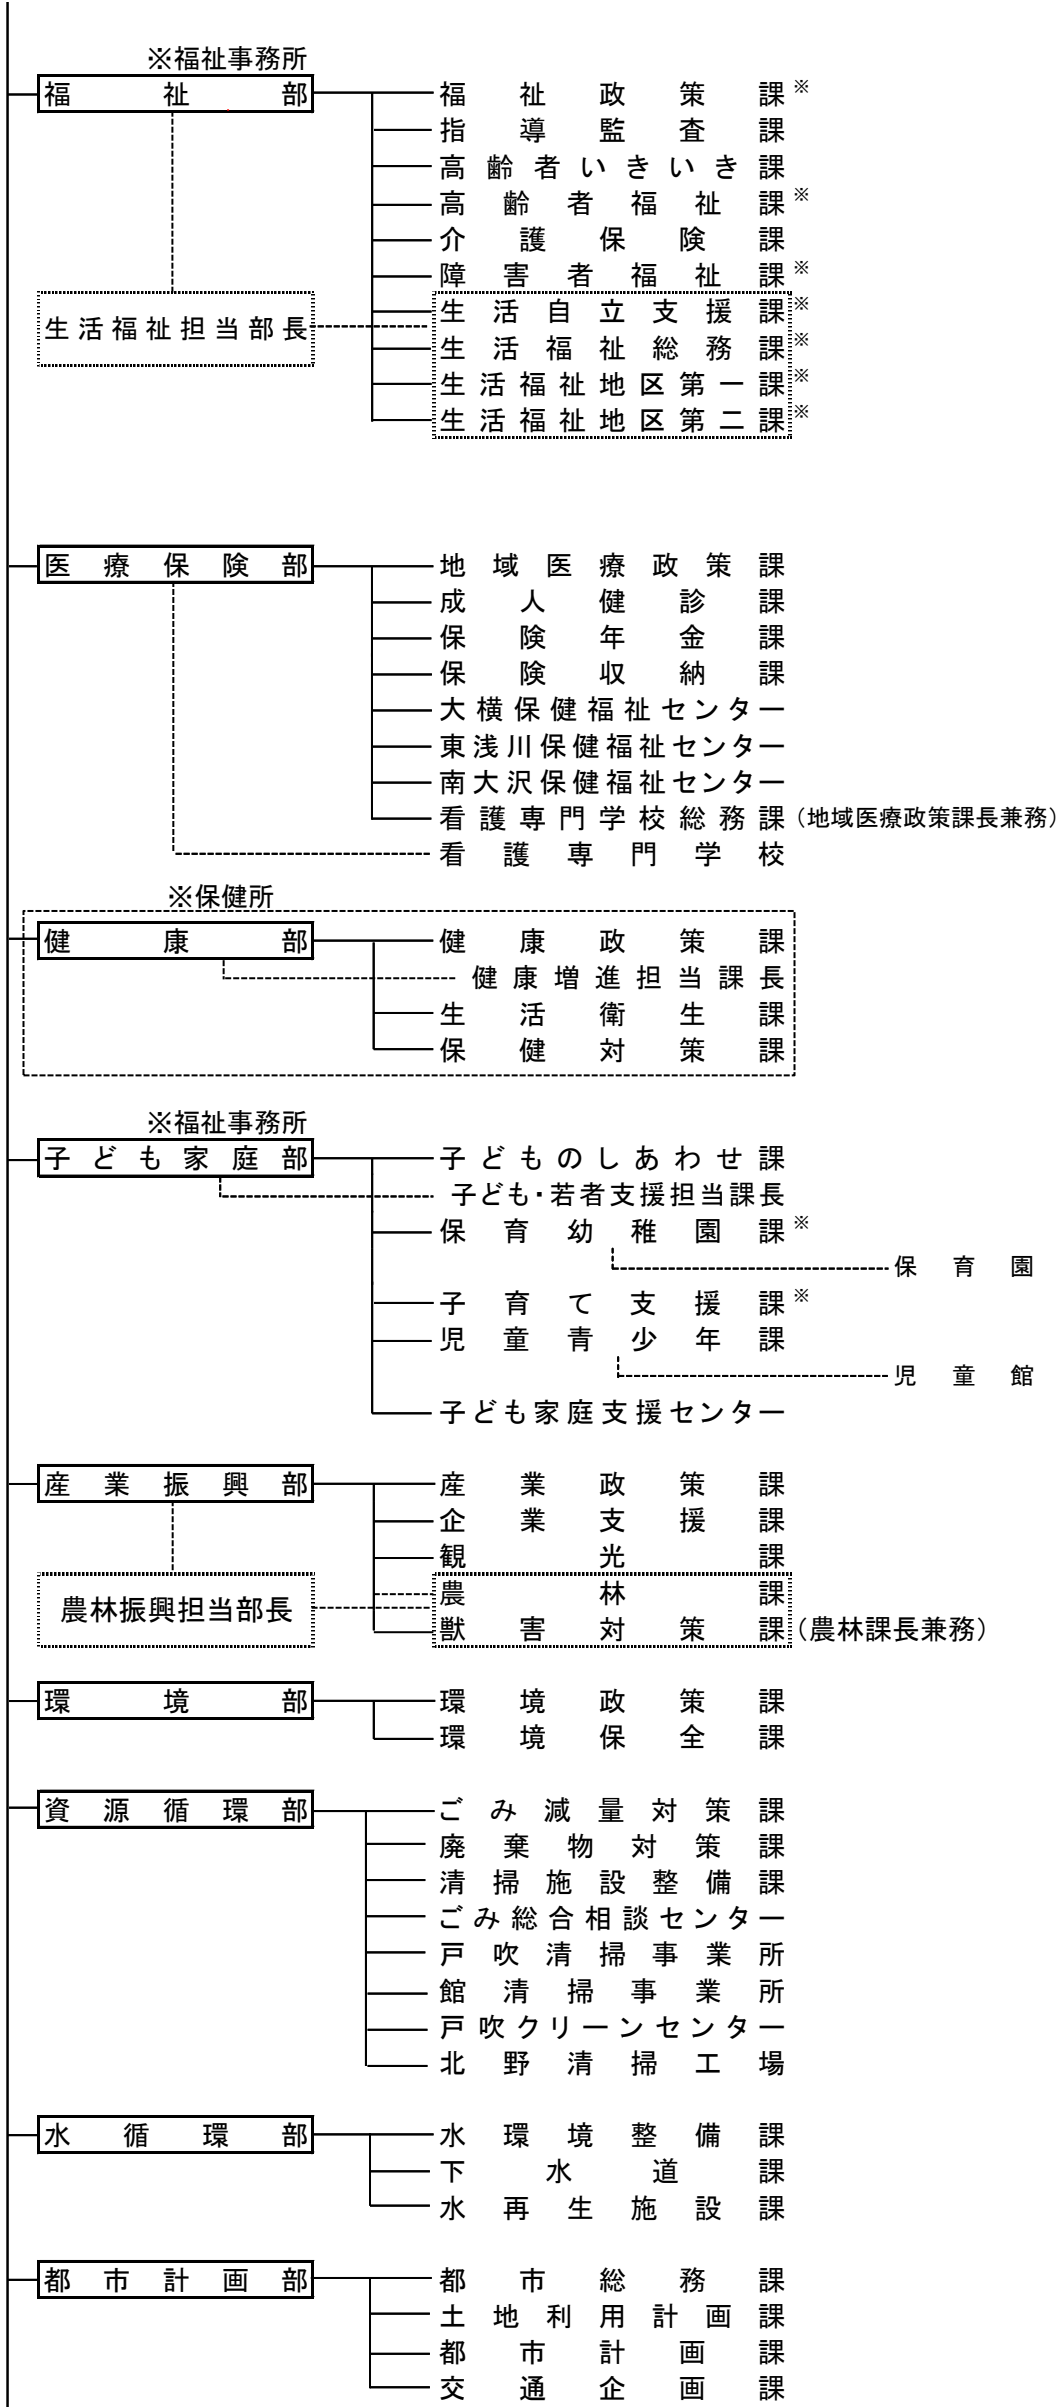 ※福祉事務所
福祉部 福祉政策課※
指導監査課
高齢者いきいき課
高齢者福祉課※
介護保険課
障害者福祉課※
生活福祉担当部長 生活自立支援課※
生活福祉総務課※
生活福祉地区第一課※
生活福祉地区第二課※
医療保険部 地域医療政策課
成人健診課
保険年金課
保険収納課
大横保健福祉センター
東浅川保健福祉センター
南大沢保健福祉センター
看護専門学校総務課(地域医療政策課長兼務)
看護専門学校
※保健所
健康部 健康政策課
健康増進担当課長
生活衛生課
保健対策課
※福祉事務所
子ども家庭部 子どものしあわせ課
子ども・若者支援担当課長
保育幼稚園課※
保育園
子育て支援課※
児童青少年課
児童館
子ども家庭支援センター
産業振興部 産業政策課
企業支援課
観光課
農林振興担当部長 農林課
獣害対策課(農林課長兼務)
環境部 環境政策課
環境保全課
資源循環部 ごみ減量対策課
廃棄物対策課
清掃施設整備課
ごみ総合相談センター
戸吹清掃事業所
館清掃事業所
戸吹クリーンセンター
北野清掃工場
水循環部 水環境整備課
下水道課
水再生施設課
都市計画部 都市総務課
土地利用計画課
都市計画課
交通企画課